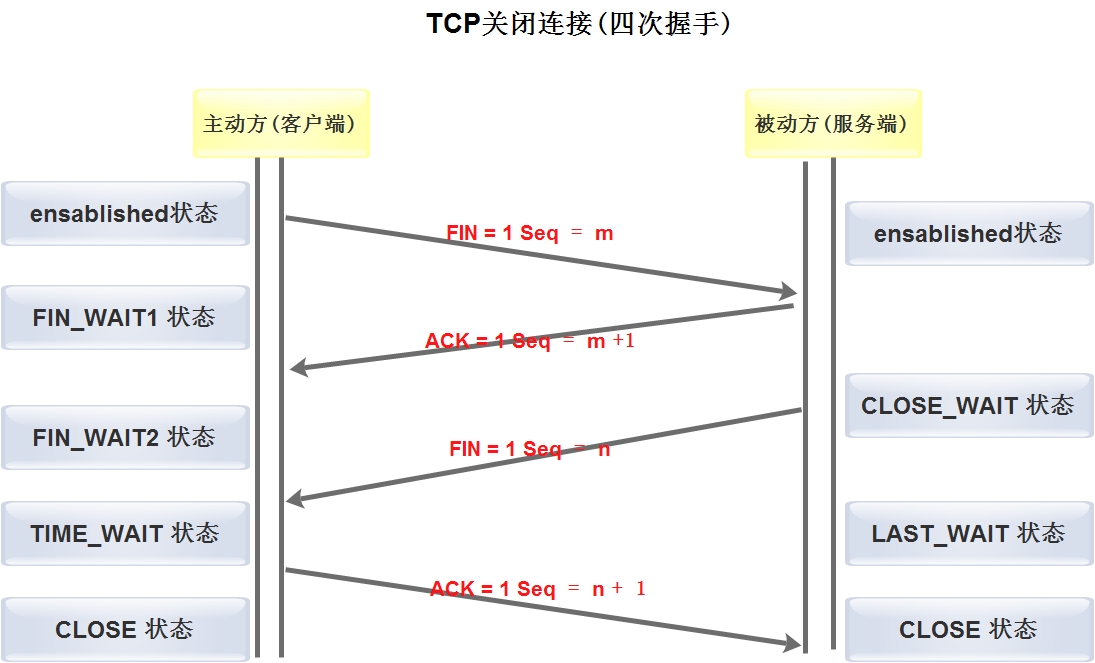 TCP关闭连接(四次握手)
主动方(客户端)
被动方(服务端)
ensablished状态
ensablished状态
FIN = 1 Seq = m
FIN_WAIT1 状态
ACK = 1 Seq = m +1
CLOSE_WAIT 状态
FIN_WAIT2 状态
FIN = 1 Seq = n
TIME_WAIT 状态
LAST_WAIT 状态
ACK = 1 Seq = n + 1
CLOSE 状态
CLOSE 状态